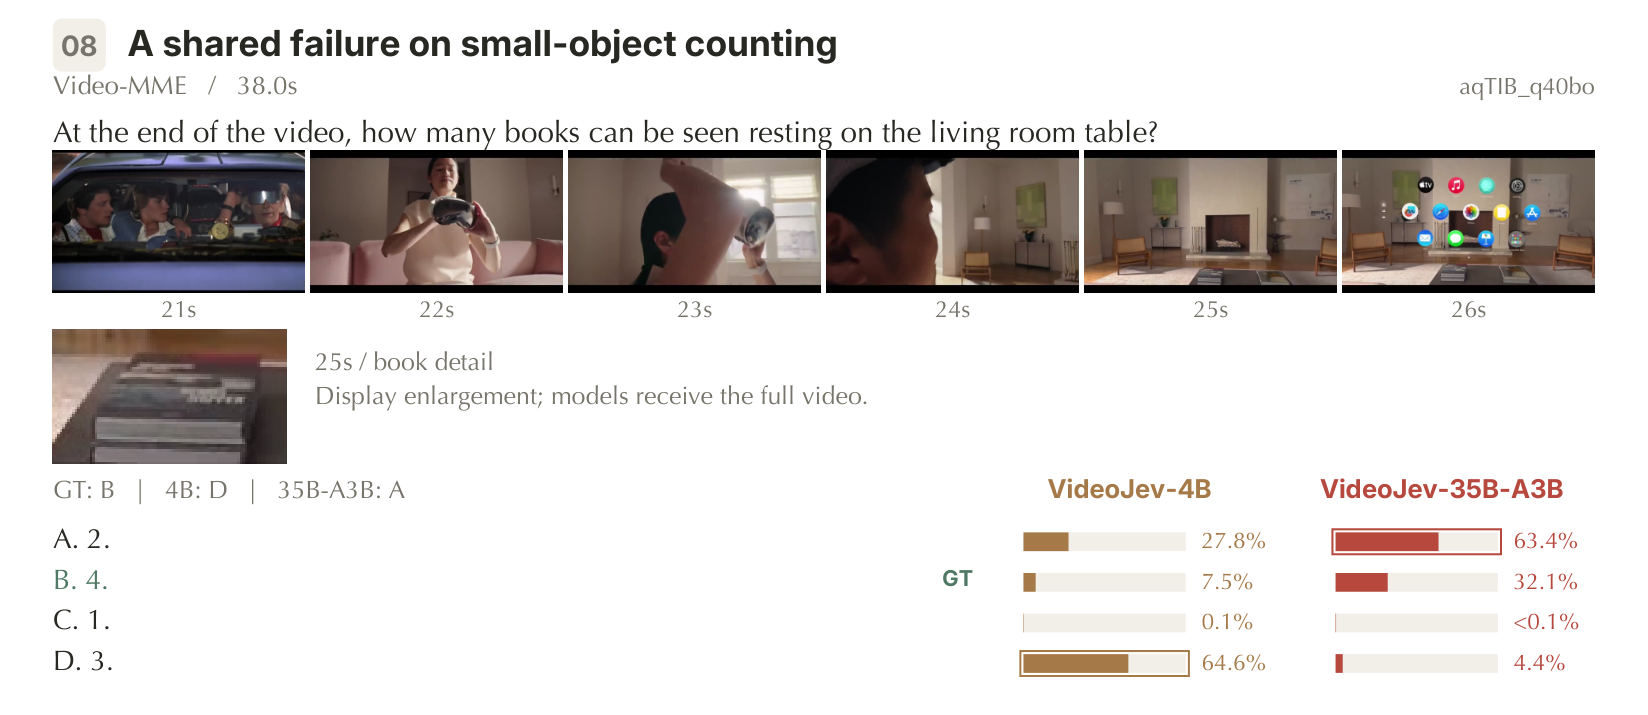 08 A shared failure on small-object counting
Video-MME / 38.0s aqTIB_q40bo
At the end of the video, how many books can be seen resting on the living room table?
tv
21s 22s 23s 24s 25s 26s
25s / book detail
Display enlargement; models receive the full video.
GT: B | 4B: D | 35B-A3B: A VideoJev-4B VideoJev-35B-A3B
A. 2. 27.8% 63.4%
B. 4. GT 7.5% 32.1%
C. 1. 0.1% <0.1%
D. 3. 64.6% 4.4%